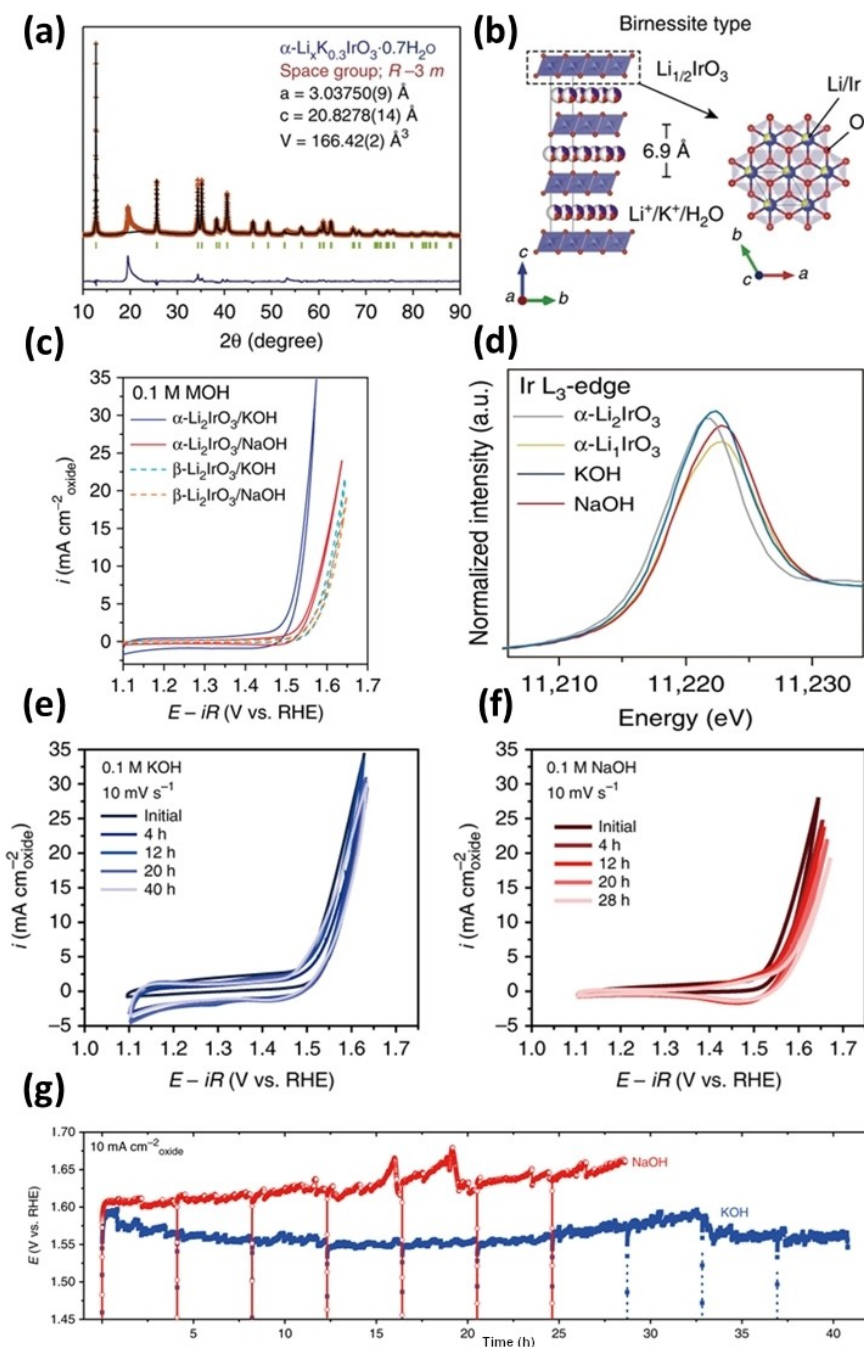 (a)
α-LiₓK₀.₃IrO₃·0.7H₂O
Space group; R –3 m
a = 3.03750(9) Å
c = 20.8278(14) Å
V = 166.42(2) Å³
10 20 30 40 50 60 70 80 90
2θ (degree)
(b)
Birnessite type
Li₁/₂IrO₃
6.9 Å
Li⁺/K⁺/H₂O
Li/Ir
O
c
a
b
b
c
a
(c)
35
30
25
20
15
10
5
0
0.1 M MOH
α-Li₂IrO₃/KOH
α-Li₂IrO₃/NaOH
β-Li₂IrO₃/KOH
β-Li₂IrO₃/NaOH
i (mA cm⁻²oxide)
1.1 1.2 1.3 1.4 1.5 1.6 1.7
E – iR (V vs. RHE)
(d)
Ir L₃-edge
α-Li₂IrO₃
α-Li₁IrO₃
KOH
NaOH
Normalized intensity (a.u.)
11,210 11,220 11,230
Energy (eV)
(e)
35
30
25
20
15
10
5
0
–5
0.1 M KOH
10 mV s⁻¹
Initial
4 h
12 h
20 h
40 h
i (mA cm⁻²oxide)
1.0 1.1 1.2 1.3 1.4 1.5 1.6 1.7
E – iR (V vs. RHE)
(f)
35
30
25
20
15
10
5
0
–5
0.1 M NaOH
10 mV s⁻¹
Initial
4 h
12 h
20 h
28 h
i (mA cm⁻²oxide)
1.0 1.1 1.2 1.3 1.4 1.5 1.6 1.7
E – iR (V vs. RHE)
(g)
1.70
1.65
1.60
1.55
1.50
1.45
10 mA cm⁻²oxide
NaOH
KOH
E (V vs. RHE)
5 10 15 20 25 30 35 40
Time (h)